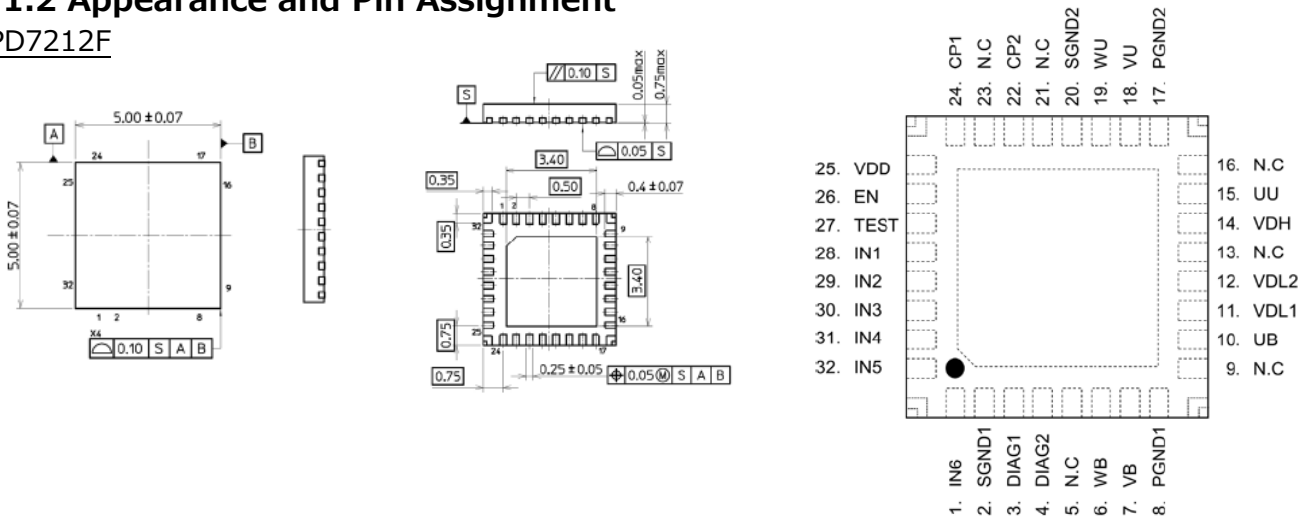 1.2 Appearance and Pin Assignment
PD7212F
5.00 ± 0.07
A
B
24
17
25
16
5.00 ± 0.07
32
9
1 2 8
X4
0.10 S A B
// 0.10 S
0.05max
0.75max
S
0.05 S
3.40
0.35
0.50
0.4 ± 0.07
1 2 8
32
9
0.35
3.40
25
16
0.75
24
17
0.75
0.25 ± 0.05
⌖ 0.05 Ⓜ S A B
24. CP1
23. N.C
22. CP2
21. N.C
20. SGND2
19. WU
18. VU
17. PGND2
25. VDD
26. EN
27. TEST
28. IN1
29. IN2
30. IN3
31. IN4
32. IN5
16. N.C
15. UU
14. VDH
13. N.C
12. VDL2
11. VDL1
10. UB
9. N.C
1. IN6
2. SGND1
3. DIAG1
4. DIAG2
5. N.C
6. WB
7. VB
8. PGND1